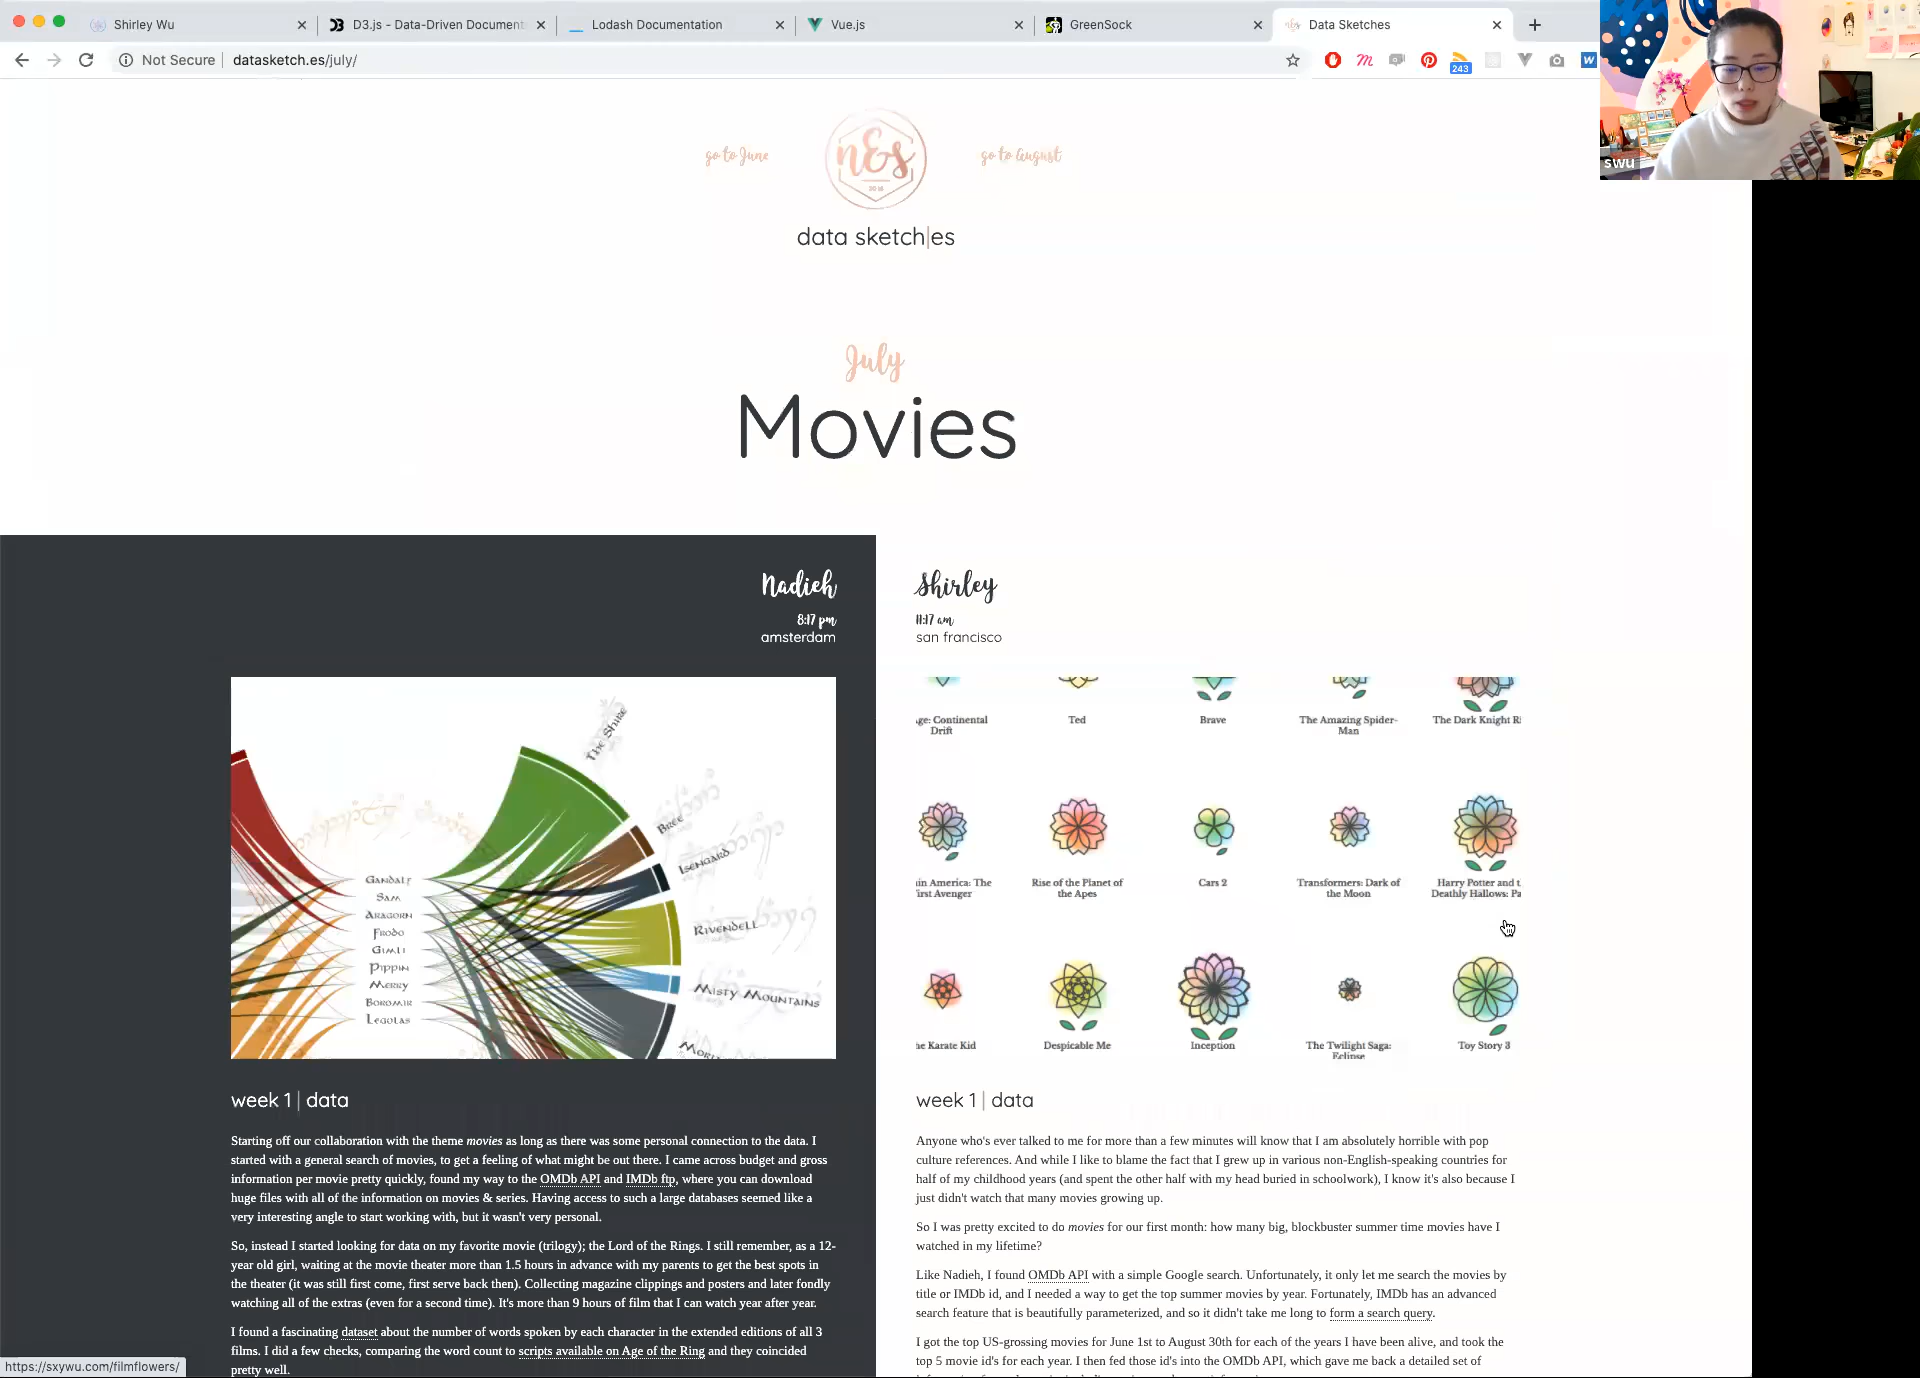 Shirley Wu
D3.js - Data-Driven Document
Lodash Documentation
Vue.js
GreenSock
Data Sketches
Not Secure
datasketch.es/july/
243
swu
go to June
n&s
go to August
data sketch|es
July
Movies
Nadieh
8:17 pm
amsterdam
Shirley
11:17 am
san francisco
The Shire
Bree
Isengard
Rivendell
Misty Mountains
Gandalf
Sam
Aragorn
Frodo
Gimli
Pippin
Merry
Boromir
Legolas
Age: Continental
Drift
Ted
Brave
The Amazing Spider-
Man
The Dark Knight Ri
in America: The
First Avenger
Rise of the Planet of
the Apes
Cars 2
Transformers: Dark of
the Moon
Harry Potter and t
Deathly Hallows: Pa
he Karate Kid
Despicable Me
Inception
The Twilight Saga:
Eclipse
Toy Story 3
week 1 | data
Starting off our collaboration with the theme movies as long as there was some personal connection to the data. I
started with a general search of movies, to get a feeling of what might be out there. I came across budget and gross
information per movie pretty quickly, found my way to the OMDb API and IMDb ftp, where you can download
huge files with all of the information on movies & series. Having access to such a large databases seemed like a
very interesting angle to start working with, but it wasn't very personal.
So, instead I started looking for data on my favorite movie (trilogy); the Lord of the Rings. I still remember, as a 12-
year old girl, waiting at the movie theater more than 1.5 hours in advance with my parents to get the best spots in
the theater (it was still first come, first serve back then). Collecting magazine clippings and posters and later fondly
watching all of the extras (even for a second time). It's more than 9 hours of film that I can watch year after year.
I found a fascinating dataset about the number of words spoken by each character in the extended editions of all 3
films. I did a few checks, comparing the word count to scripts available on Age of the Ring and they coincided
pretty well.
week 1 | data
Anyone who's ever talked to me for more than a few minutes will know that I am absolutely horrible with pop
culture references. And while I like to blame the fact that I grew up in various non-English-speaking countries for
half of my childhood years (and spent the other half with my head buried in schoolwork), I know it's also because I
just didn't watch that many movies growing up.
So I was pretty excited to do movies for our first month: how many big, blockbuster summer time movies have I
watched in my lifetime?
Like Nadieh, I found OMDb API with a simple Google search. Unfortunately, it only let me search the movies by
title or IMDb id, and I needed a way to get the top summer movies by year. Fortunately, IMDb has an advanced
search feature that is beautifully parameterized, and so it didn't take me long to form a search query.
I got the top US-grossing movies for June 1st to August 30th for each of the years I have been alive, and took the
top 5 movie id's for each year. I then fed those id's into the OMDb API, which gave me back a detailed set of
https://sxywu.com/filmflowers/